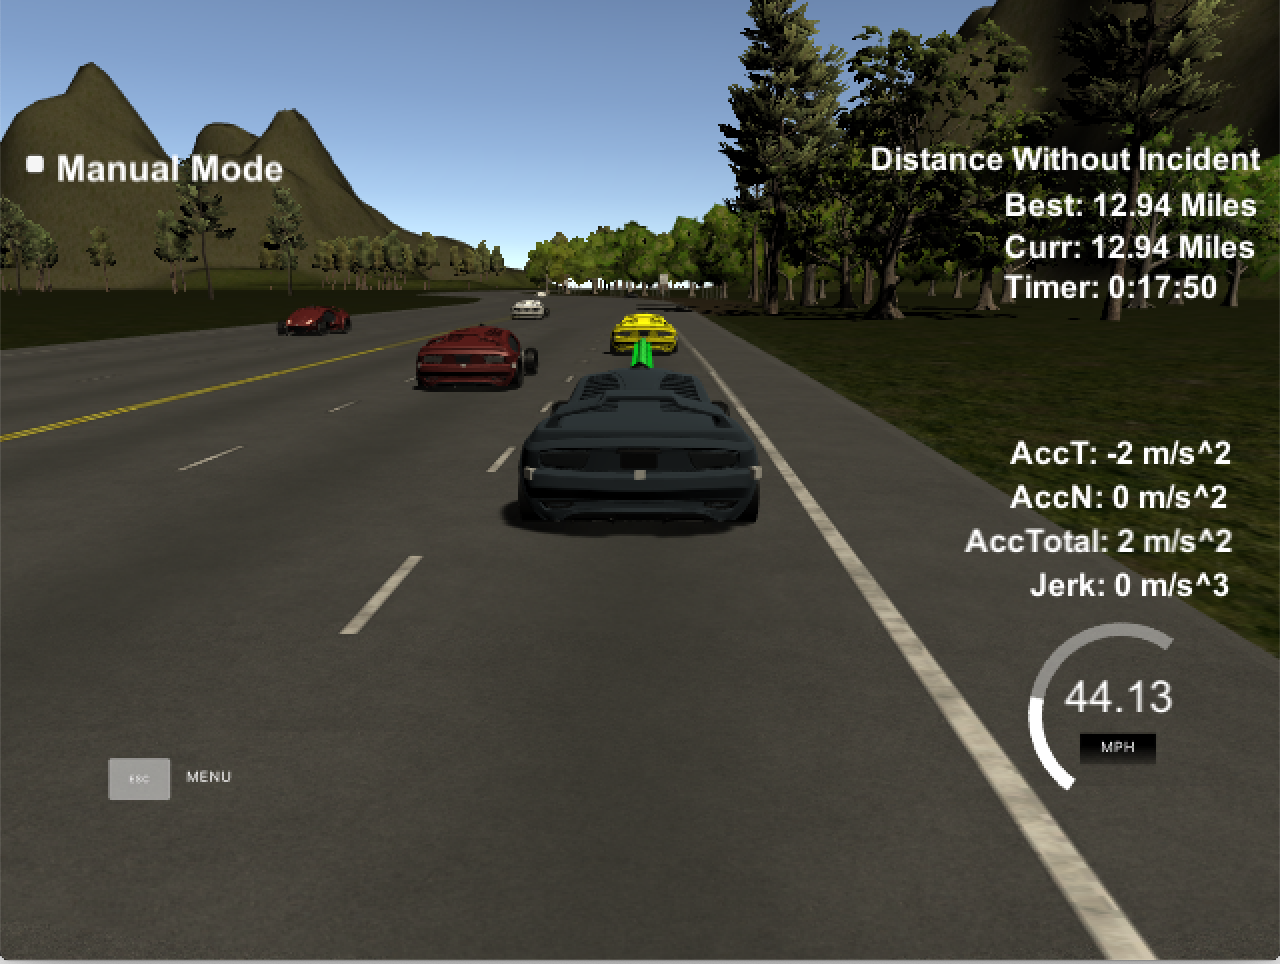 Manual Mode
Distance Without Incident
Best: 12.94 Miles
Curr: 12.94 Miles
Timer: 0:17:50
AccT: -2 m/s^2
AccN: 0 m/s^2
AccTotal: 2 m/s^2
Jerk: 0 m/s^3
44.13
MPH
ESC MENU